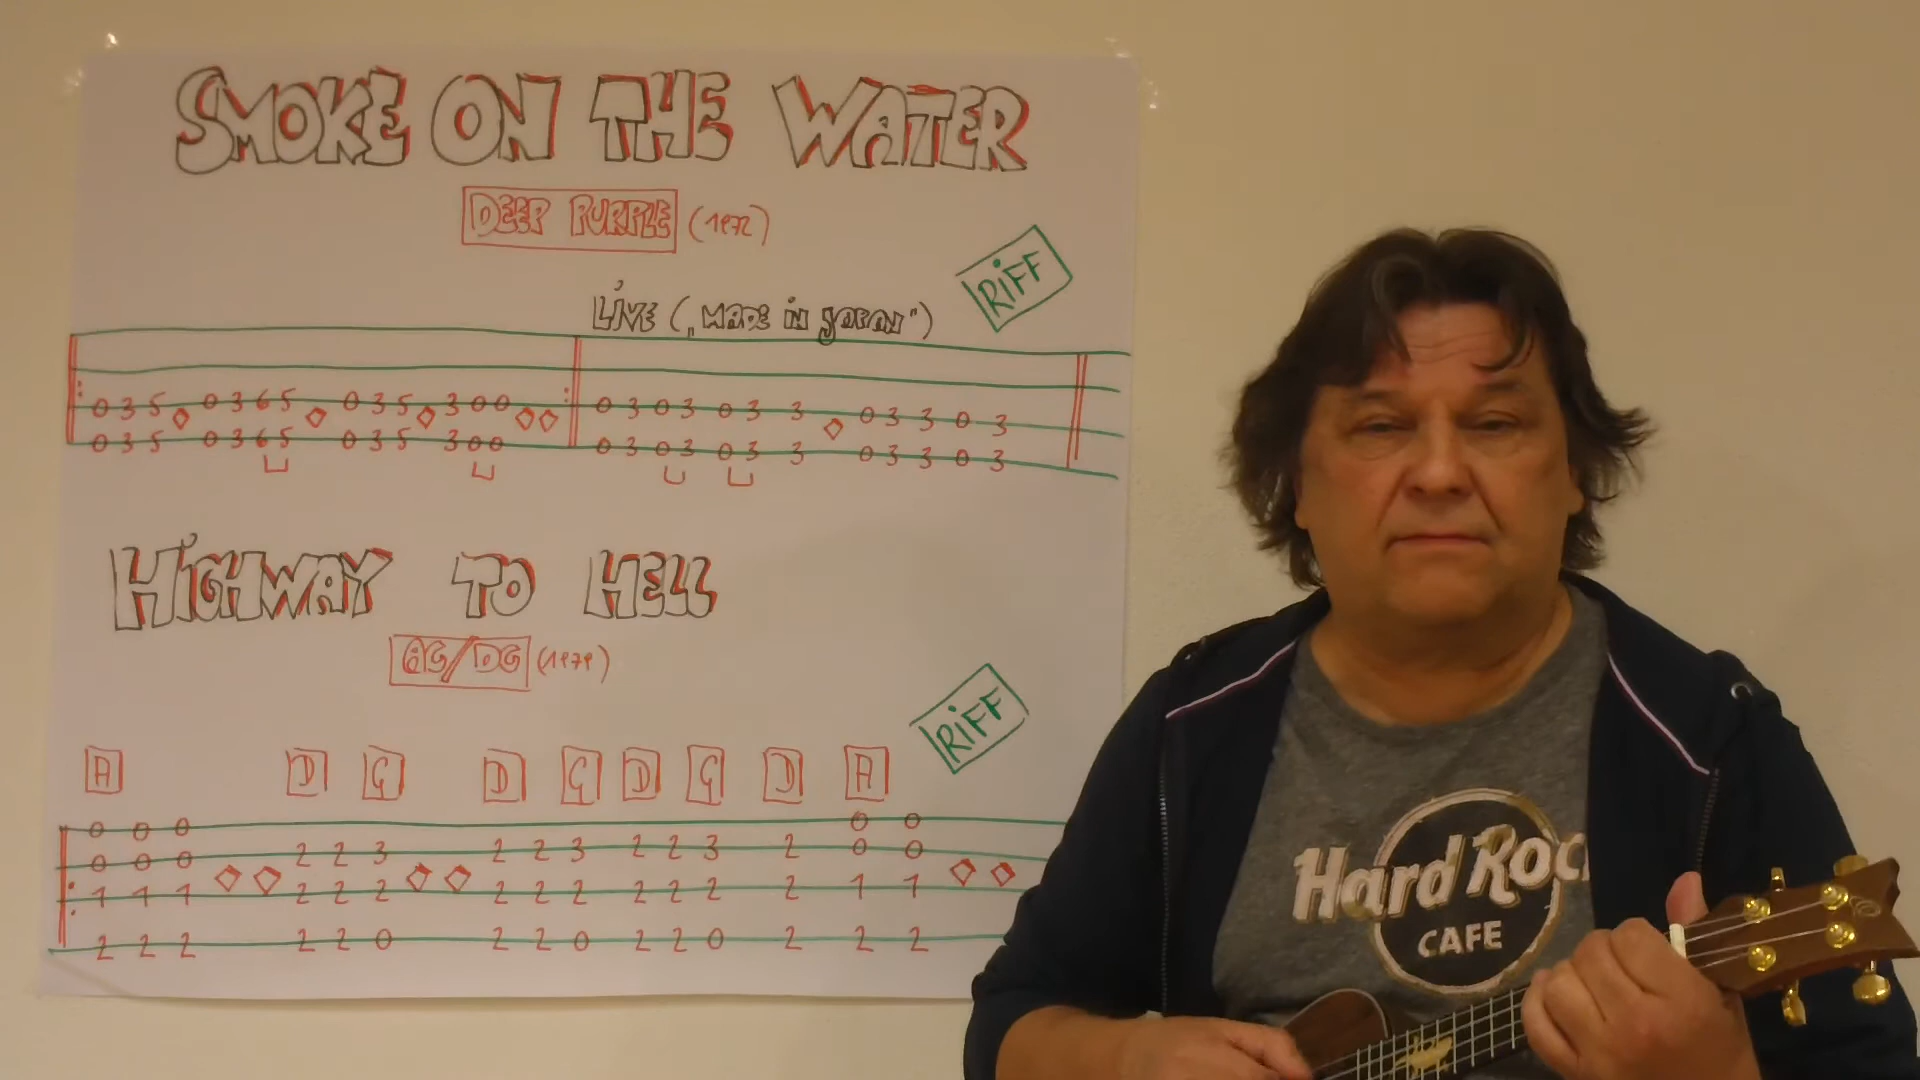 SMOKE ON THE WATER
DEEP PURPLE (1972)
RIFF
LIVE („MADE IN JAPAN")
0 3 5 0 3 6 5 0 3 5 3 0 0 0 3 0 3 0 3 3 0 3 3 0 3
0 3 5 0 3 6 5 0 3 5 3 0 0 0 3 0 3 0 3 3 0 3 3 0 3
HIGHWAY TO HELL
AC/DC (1979)
RIFF
A D G D G D G D A
0 0 0 0 0
0 0 0 2 2 3 2 2 3 2 2 3 2 0 0
1 1 1 2 2 2 2 2 2 2 2 2 2 1 1
2 2 2 2 2 0 2 2 0 2 2 0 2 2 2
Hard Roc
CAFE